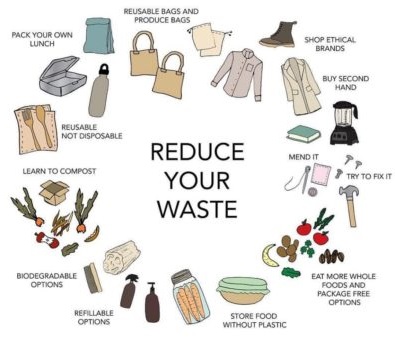 REUSABLE BAGS AND
PRODUCE BAGS
PACK YOUR OWN
LUNCH
SHOP ETHICAL
BRANDS
BUY SECOND
HAND
REUSABLE
NOT DISPOSABLE
MEND IT
LEARN TO COMPOST
TRY TO FIX IT
REDUCE
YOUR
WASTE
BIODEGRADABLE
OPTIONS
EAT MORE WHOLE
FOODS AND
PACKAGE FREE
OPTIONS
REFILLABLE
OPTIONS
STORE FOOD
WITHOUT PLASTIC